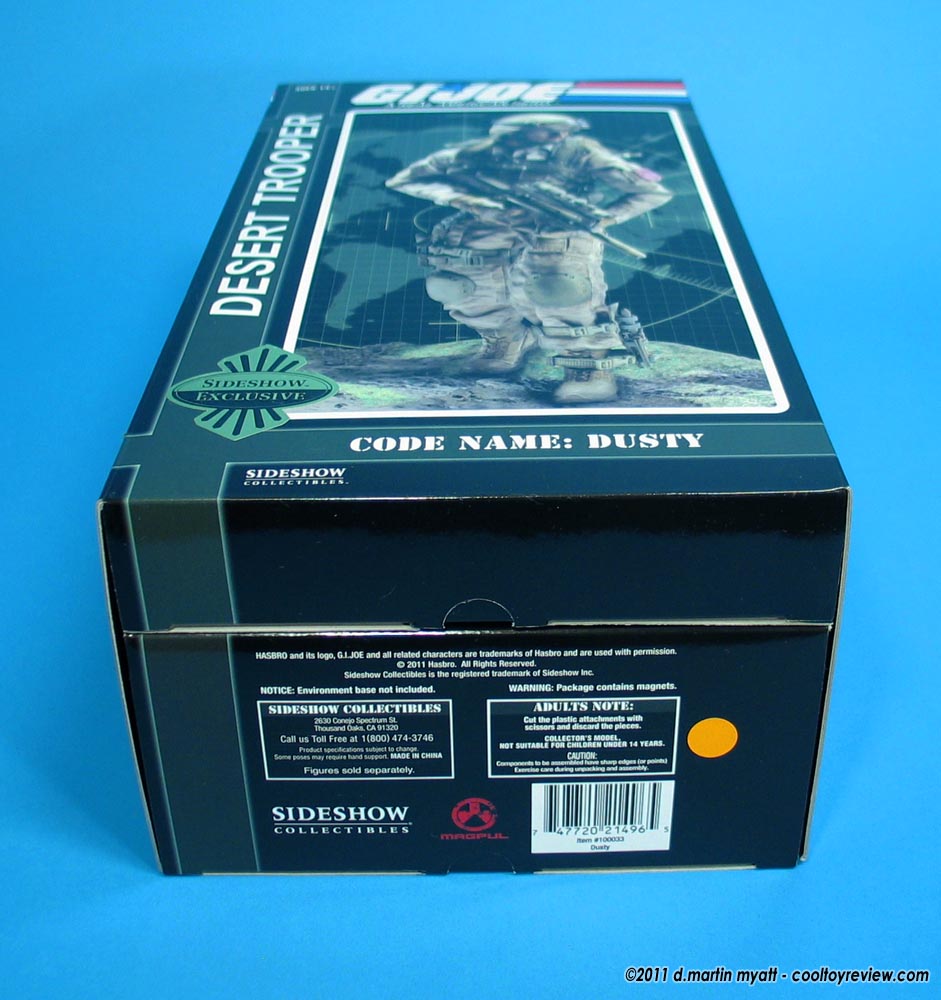 AGES 14+
G.I. JOE
A REAL AMERICAN HERO
DESERT TROOPER
SIDESHOW
EXCLUSIVE
CODE NAME: DUSTY
SIDESHOW
COLLECTIBLES
HASBRO and its logo, G.I.JOE and all related characters are trademarks of Hasbro and are used with permission.
© 2011 Hasbro. All Rights Reserved.
Sideshow Collectibles is the registered trademark of Sideshow Inc.
NOTICE: Environment base not included.
SIDESHOW COLLECTIBLES
2630 Conejo Spectrum St.
Thousand Oaks, CA 91320
Call us Toll Free at 1(800) 474-3746
Product specifications subject to change.
Some poses may require hand support. MADE IN CHINA
Figures sold separately.
WARNING: Package contains magnets.
ADULTS NOTE:
Cut the plastic attachments with
scissors and discard the pieces.
COLLECTOR'S MODEL,
NOT SUITABLE FOR CHILDREN UNDER 14 YEARS.
CAUTION:
Components to be assembled have sharp edges (or points)
Exercise care during unpacking and assembly.
SIDESHOW
COLLECTIBLES
MAGPUL
7 47720 21496 5
Item #100033
Dusty
©2011 d.martin myatt - cooltoyreview.com